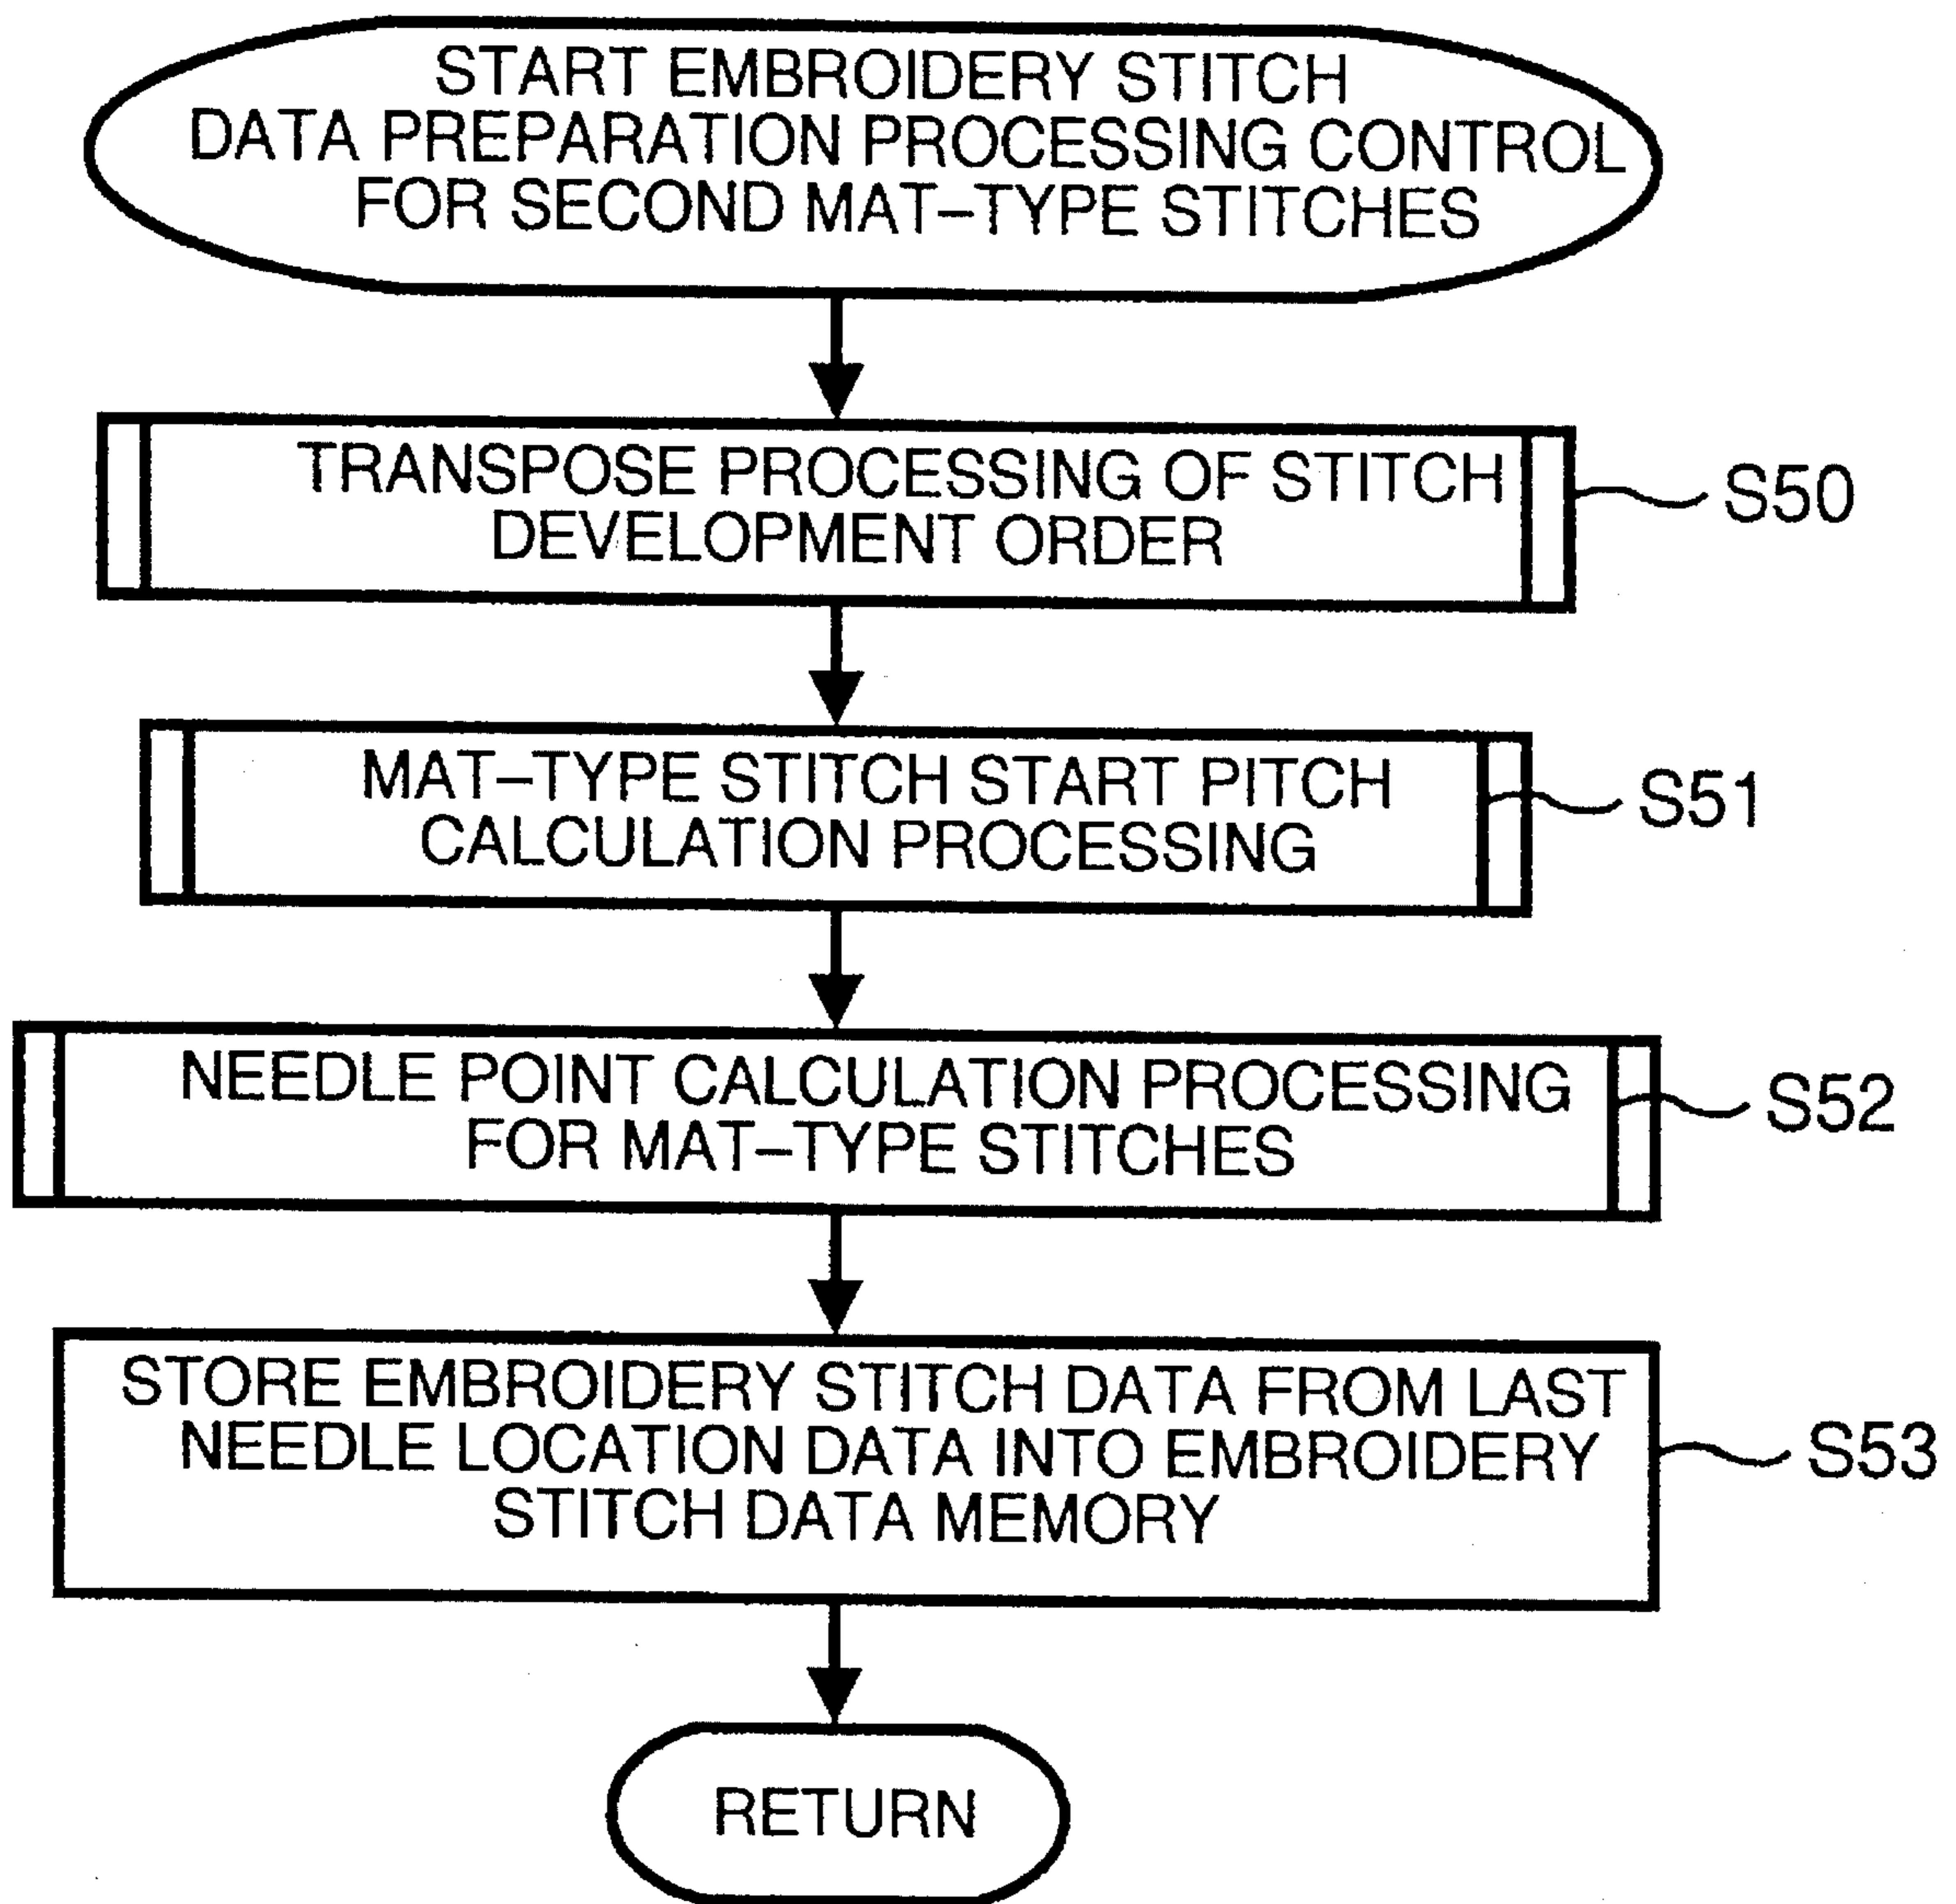 START EMBROIDERY STITCH
DATA PREPARATION PROCESSING CONTROL
FOR SECOND MAT–TYPE STITCHES
TRANSPOSE PROCESSING OF STITCH
DEVELOPMENT ORDER
S50
MAT–TYPE STITCH START PITCH
CALCULATION PROCESSING
S51
NEEDLE POINT CALCULATION PROCESSING
FOR MAT–TYPE STITCHES
S52
STORE EMBROIDERY STITCH DATA FROM LAST
NEEDLE LOCATION DATA INTO EMBROIDERY
STITCH DATA MEMORY
S53
RETURN